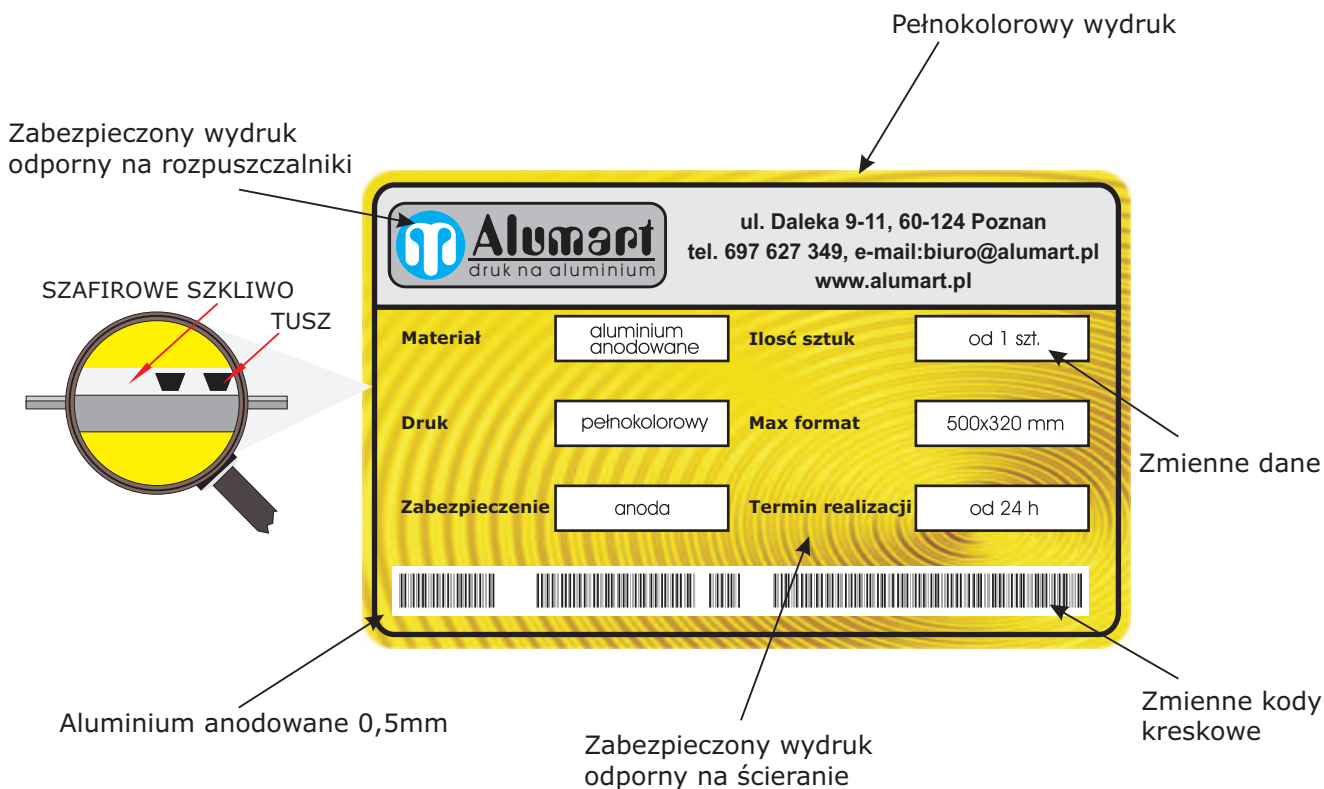 Pełnokolorowy wydruk
Zabezpieczony wydruk
odporny na rozpuszczalniki
Alumart
druk na aluminium
ul. Daleka 9-11, 60-124 Poznan
tel. 697 627 349, e-mail:biuro@alumart.pl
www.alumart.pl
SZAFIROWE SZKLIWO
TUSZ
Materiał
aluminium
anodowane
Ilosć sztuk
od 1 szt.
Druk
pełnokolorowy
Max format
500x320 mm
Zmienne dane
Zabezpieczenie
anoda
Termin realizacji
od 24 h
Aluminium anodowane 0,5mm
Zmienne kody
kreskowe
Zabezpieczony wydruk
odporny na ścieranie